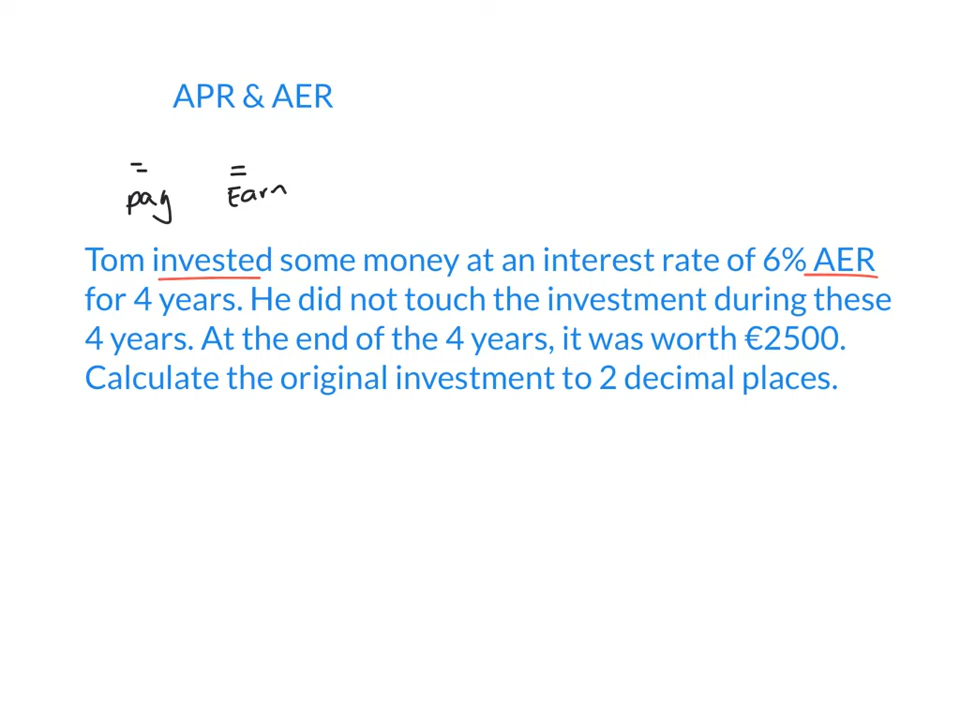 APR & AER
= =
pay Earn
Tom invested some money at an interest rate of 6% AER
for 4 years. He did not touch the investment during these
4 years. At the end of the 4 years, it was worth €2500.
Calculate the original investment to 2 decimal places.